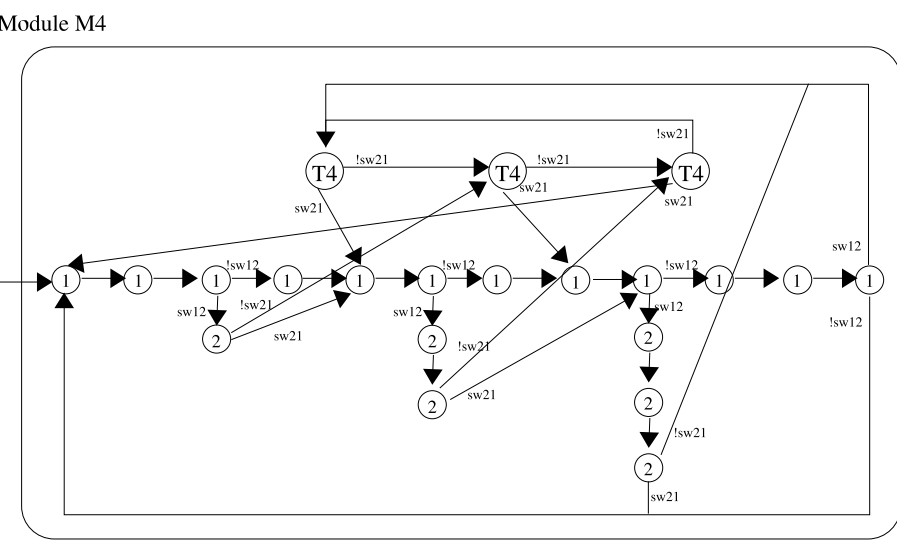 Module M4
!sw21
T4 !sw21 T4 !sw21 T4
sw21
sw21 sw21
sw12
1 1 1 !sw12 1 1 1 !sw12 1 1 1 !sw12 1 1 1
sw12 !sw21 sw12 sw12 !sw12
2 sw21 2 !sw21 2
2 sw21 2
!sw21
2
sw21